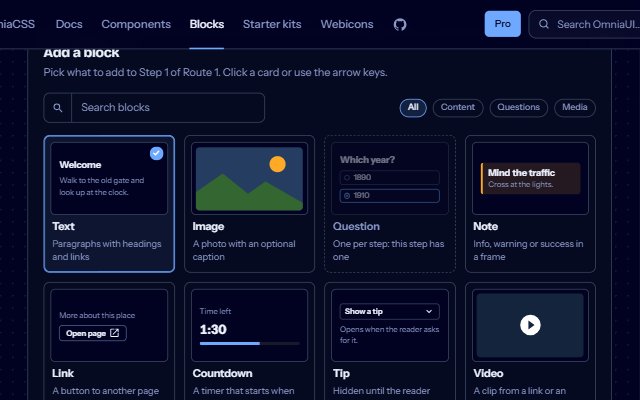 niaCSS Docs Components Blocks Starter kits Webicons Pro Search OmniaUI...
Add a block
Pick what to add to Step 1 of Route 1. Click a card or use the arrow keys.
Search blocks All Content Questions Media
Welcome
Walk to the old gate and
look up at the clock.
Text
Paragraphs with headings
and links
Image
A photo with an optional
caption
Which year?
1890
1910
Question
One per step: this step has
one
Mind the traffic
Cross at the lights.
Note
Info, warning or success in
a frame
More about this place
Open page
Link
A button to another page
Time left
1:30
Countdown
A timer that starts when
Show a tip
Opens when the reader asks
for it.
Tip
Hidden until the reader
Video
A clip from a link or an